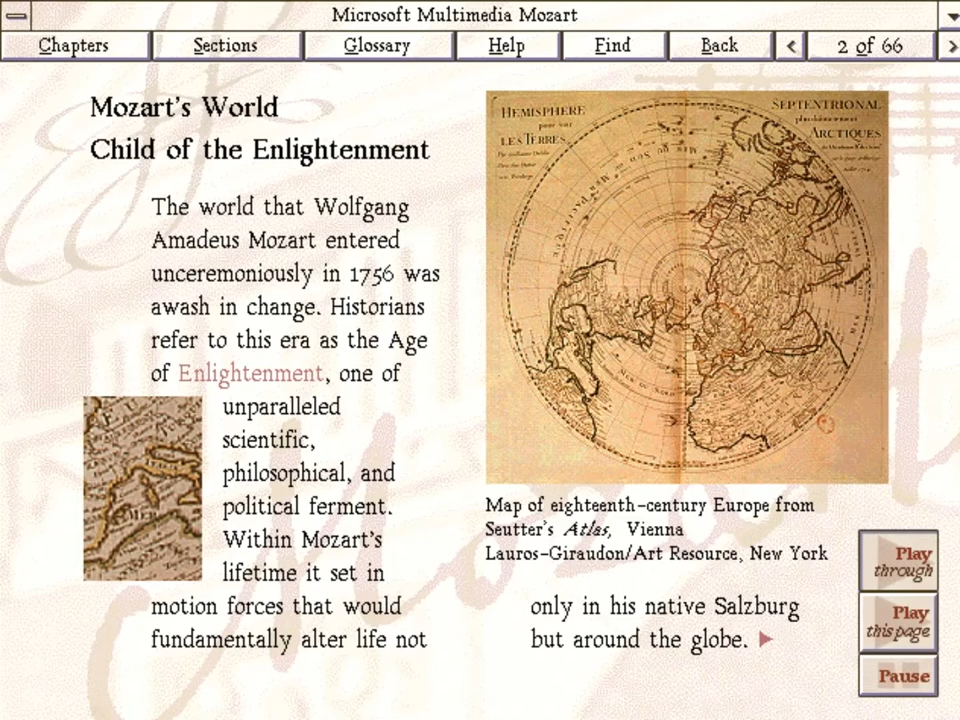 Microsoft Multimedia Mozart
Chapters Sections Glossary Help Find Back < 2 of 66 >
Mozart's World
Child of the Enlightenment
The world that Wolfgang
Amadeus Mozart entered
unceremoniously in 1756 was
awash in change. Historians
refer to this era as the Age
of Enlightenment, one of
unparalleled
scientific,
philosophical, and
political ferment.
Within Mozart's
lifetime it set in
motion forces that would
fundamentally alter life not
HEMISPHERE
pour voir
LES TERRES
SEPTENTRIONAL
plus distinctement
ARCTIQUES
Map of eighteenth-century Europe from
Seutter's Atlas, Vienna
Lauros-Giraudon/Art Resource, New York
only in his native Salzburg
but around the globe.
Play
through
Play
this page
Pause